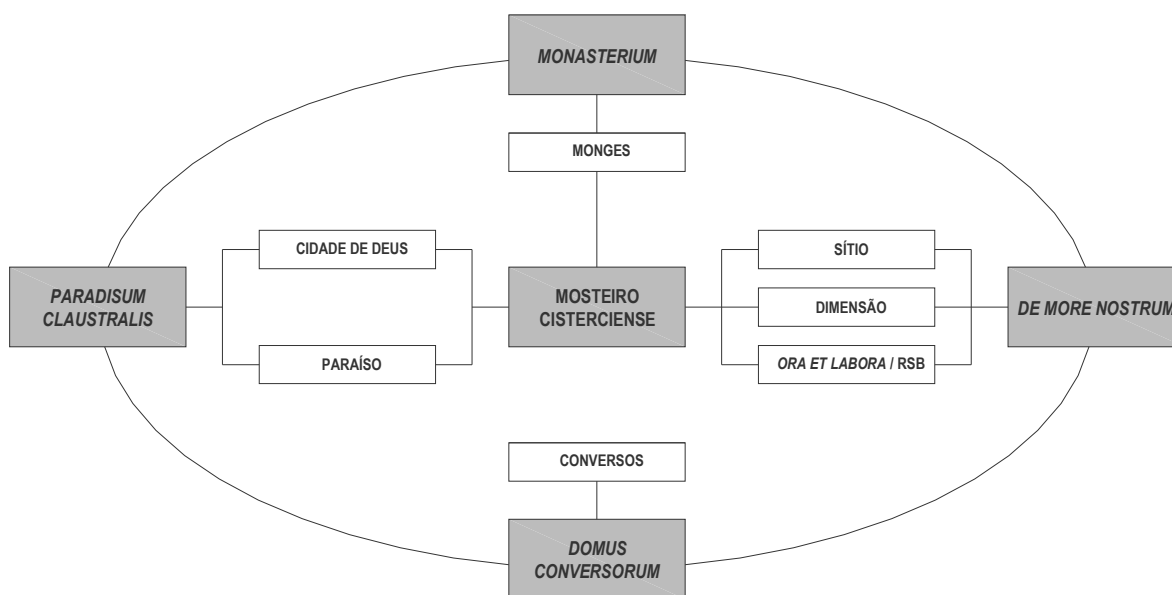 MONASTERIUM
MONGES
CIDADE DE DEUS
SÍTIO
PARADISUM
CLAUSTRALIS
MOSTEIRO
CISTERCIENSE
DIMENSÃO
DE MORE NOSTRUM
PARAÍSO
ORA ET LABORA / RSB
CONVERSOS
DOMUS
CONVERSORUM